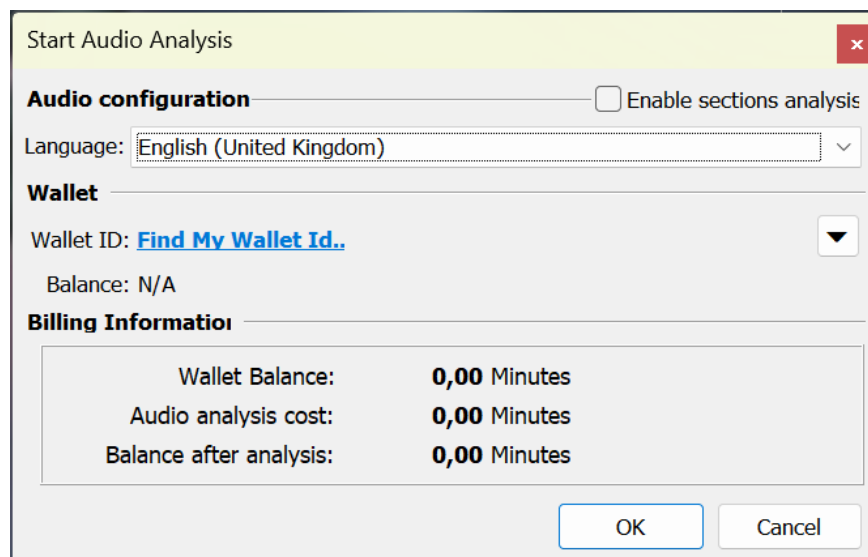 Start Audio Analysis
x
Audio configuration Enable sections analysis
Language: English (United Kingdom)
Wallet
Wallet ID: Find My Wallet Id..
Balance: N/A
Billing Information
Wallet Balance: 0,00 Minutes
Audio analysis cost: 0,00 Minutes
Balance after analysis: 0,00 Minutes
OK Cancel